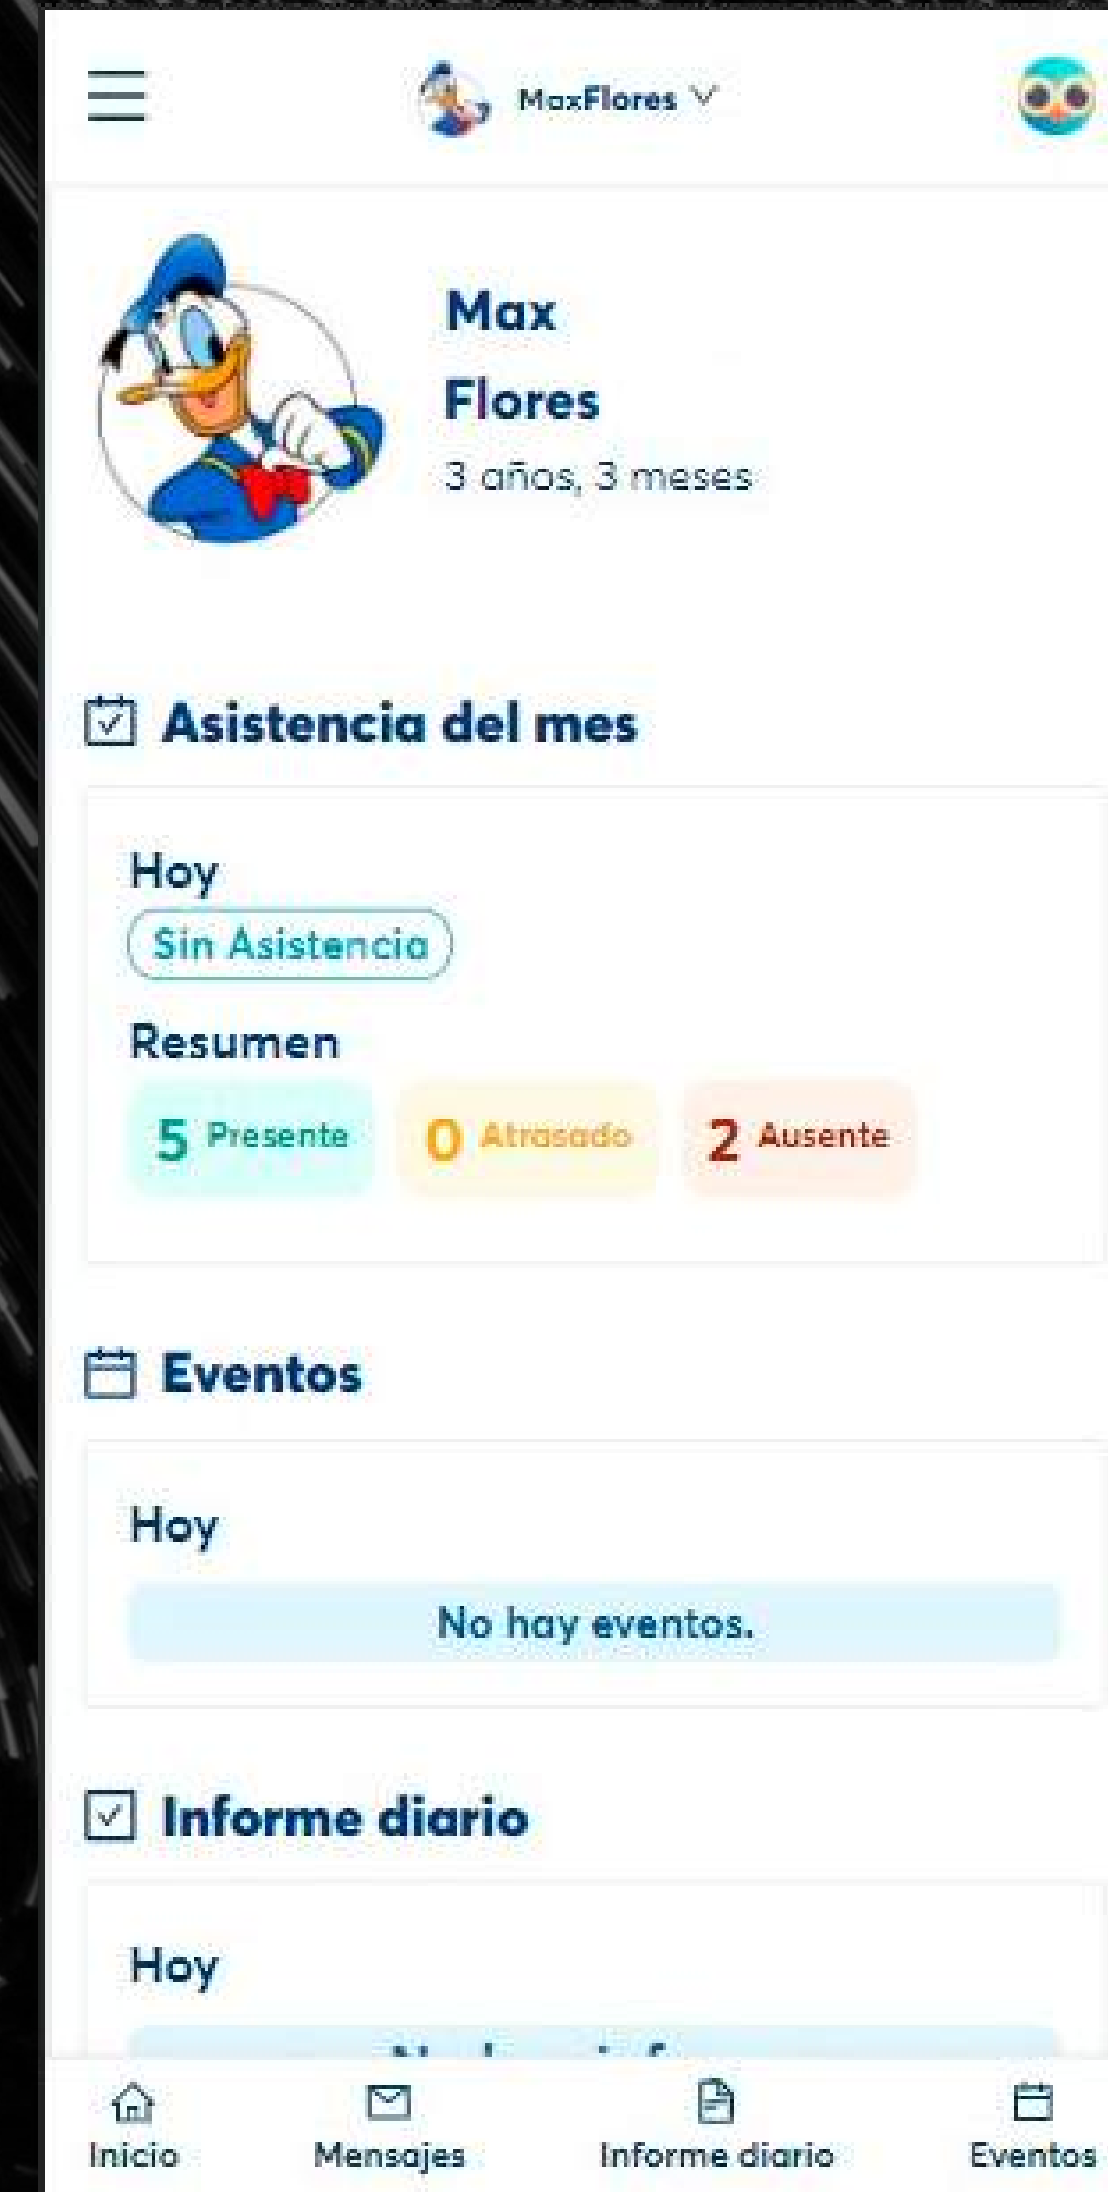 MaxFlores
Max
Flores
3 años, 3 meses
Asistencia del mes
Hoy
Sin Asistencia
Resumen
5 Presente 0 Atrasado 2 Ausente
Eventos
Hoy
No hay eventos.
Informe diario
Hoy
Inicio Mensajes Informe diario Eventos